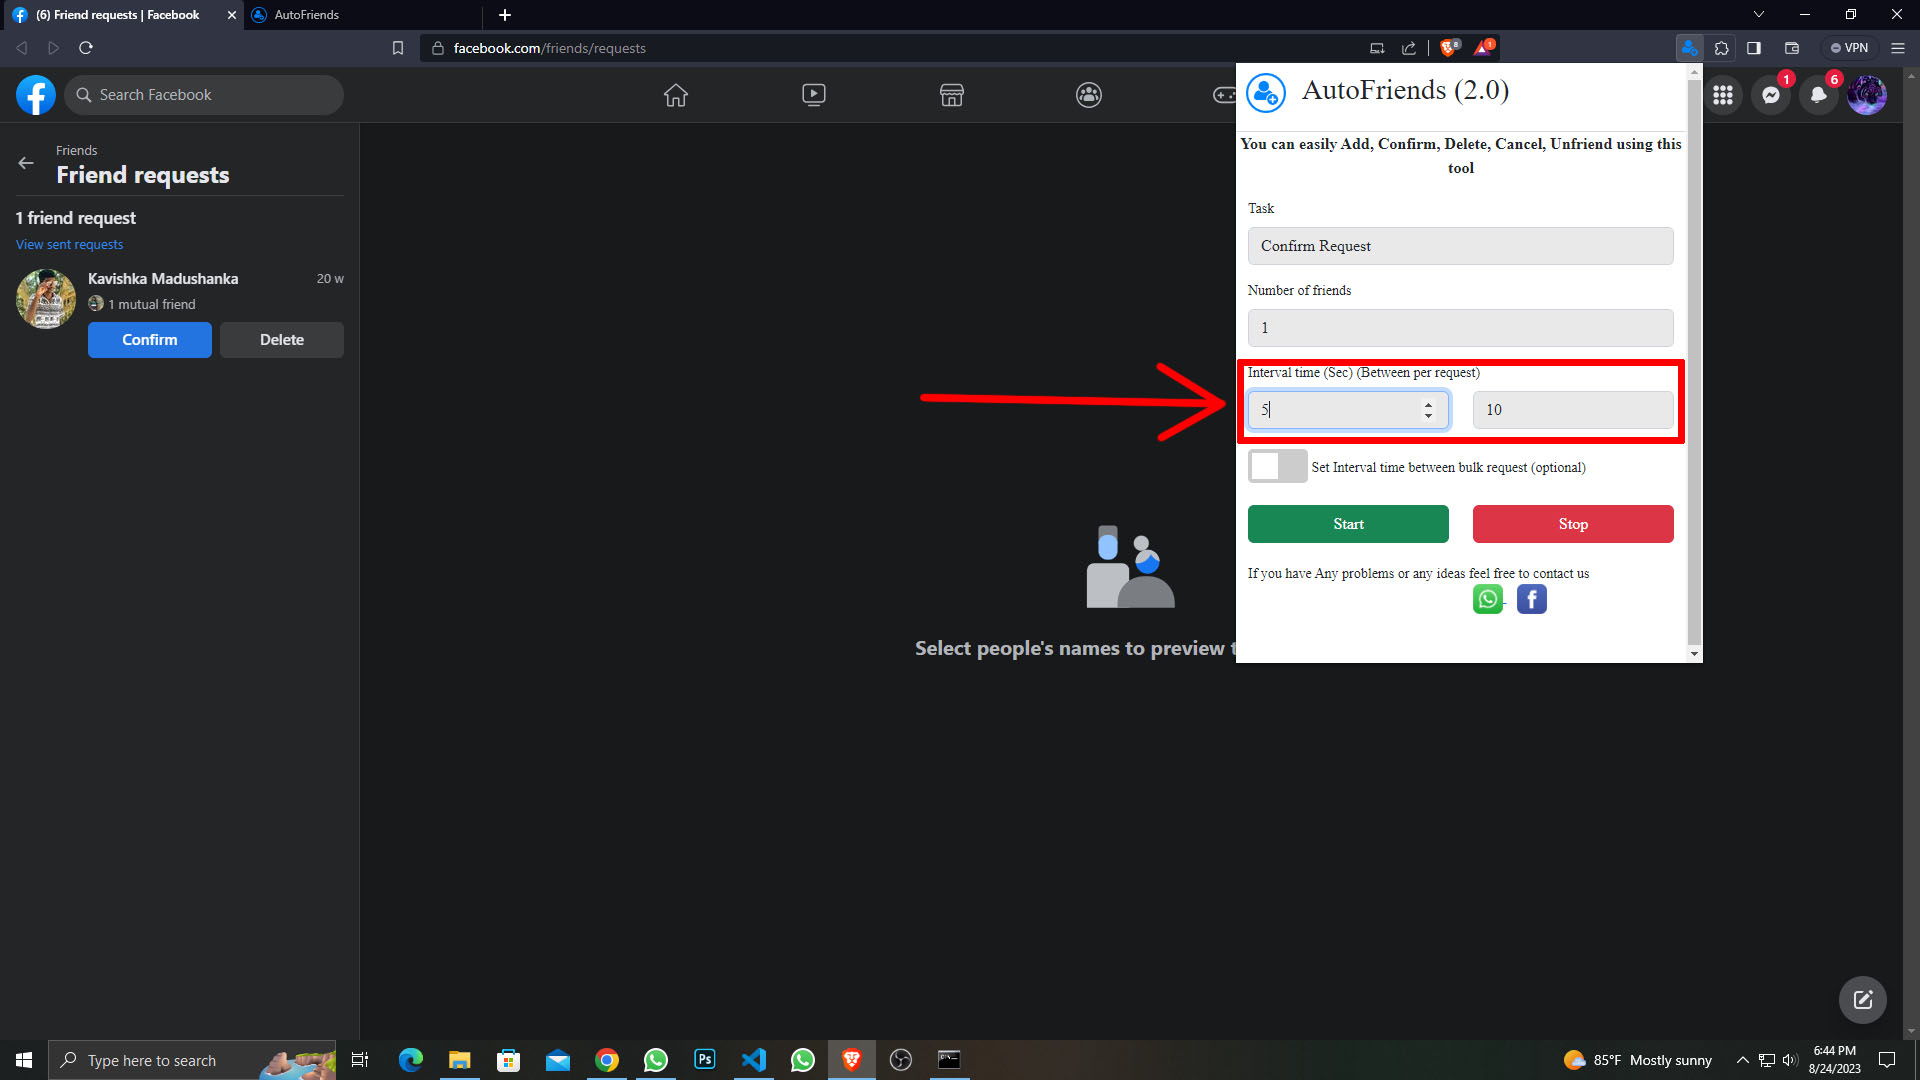 (6) Friend requests | Facebook
AutoFriends
facebook.com/friends/requests
8
1
VPN
Search Facebook
1
6
AutoFriends (2.0)
You can easily Add, Confirm, Delete, Cancel, Unfriend using this
tool
Task
Confirm Request
Number of friends
1
Interval time (Sec) (Between per request)
5
10
Set Interval time between bulk request (optional)
Start
Stop
If you have Any problems or any ideas feel free to contact us
Friends
Friend requests
1 friend request
View sent requests
Kavishka Madushanka
20 w
1 mutual friend
Confirm
Delete
Select people's names to preview
Type here to search
Ps
85°F Mostly sunny
6:44 PM
8/24/2023